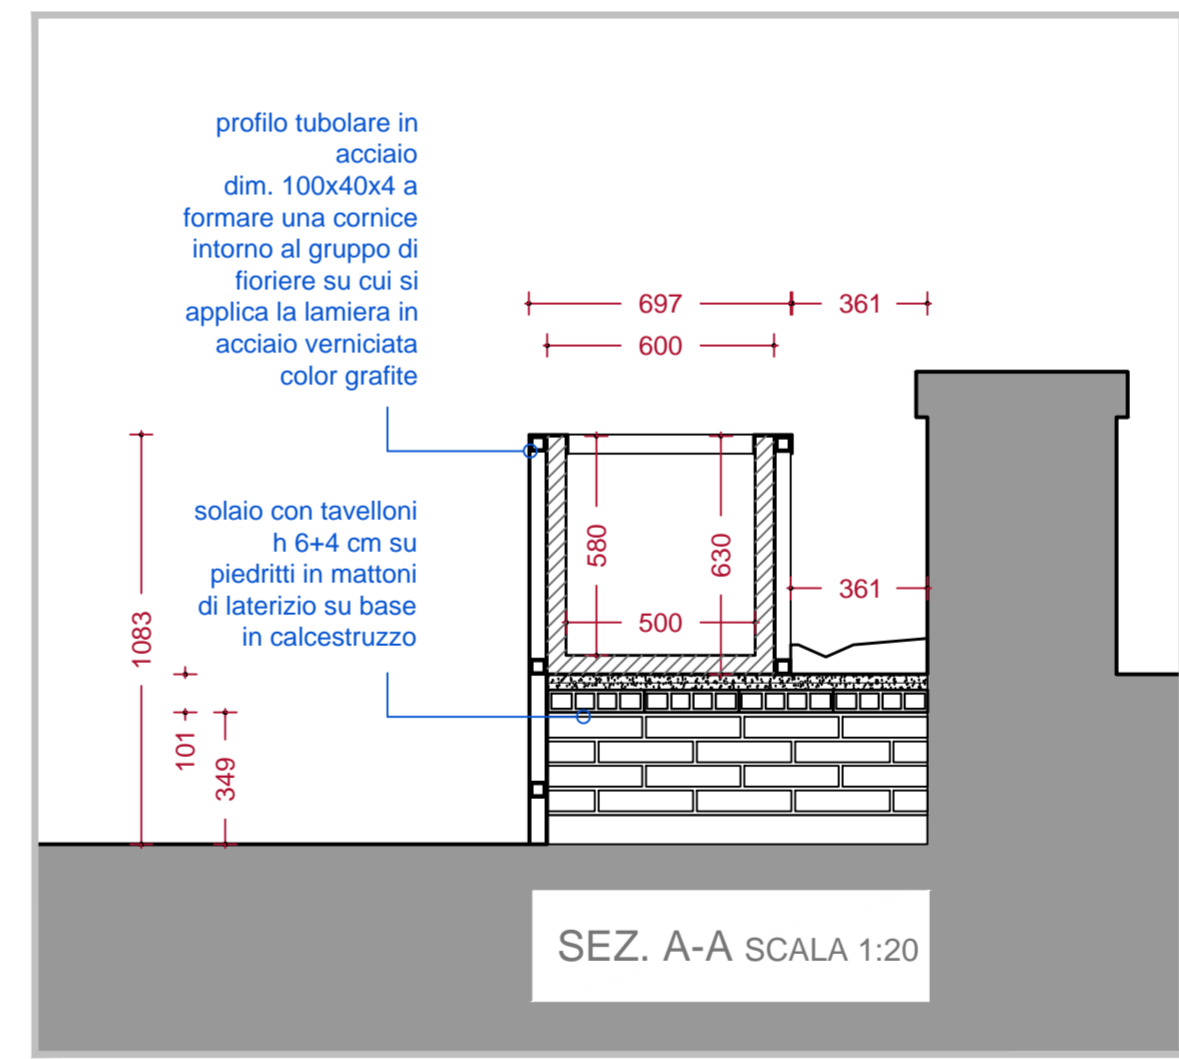 profilo tubolare in
acciaio
dim. 100x40x4 a
formare una cornice
intorno al gruppo di
fioriere su cui si
applica la lamiera in
acciaio verniciata
color grafite
697
361
600
solaio con tavelloni
h 6+4 cm su
piedritti in mattoni
di laterizio su base
in calcestruzzo
580
630
361
500
1083
101
349
SEZ. A-A SCALA 1:20